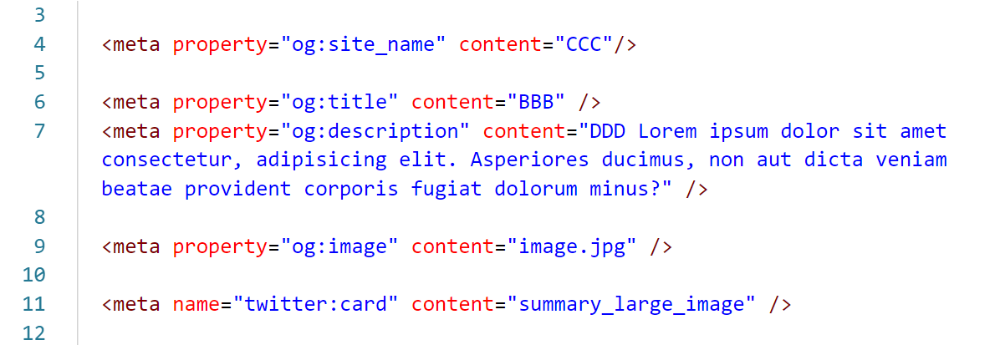 3
4 <meta property="og:site_name" content="CCC"/>
5
6 <meta property="og:title" content="BBB" />
7 <meta property="og:description" content="DDD Lorem ipsum dolor sit amet
consectetur, adipisicing elit. Asperiores ducimus, non aut dicta veniam
beatae provident corporis fugiat dolorum minus?" />
8
9 <meta property="og:image" content="image.jpg" />
10
11 <meta name="twitter:card" content="summary_large_image" />
12